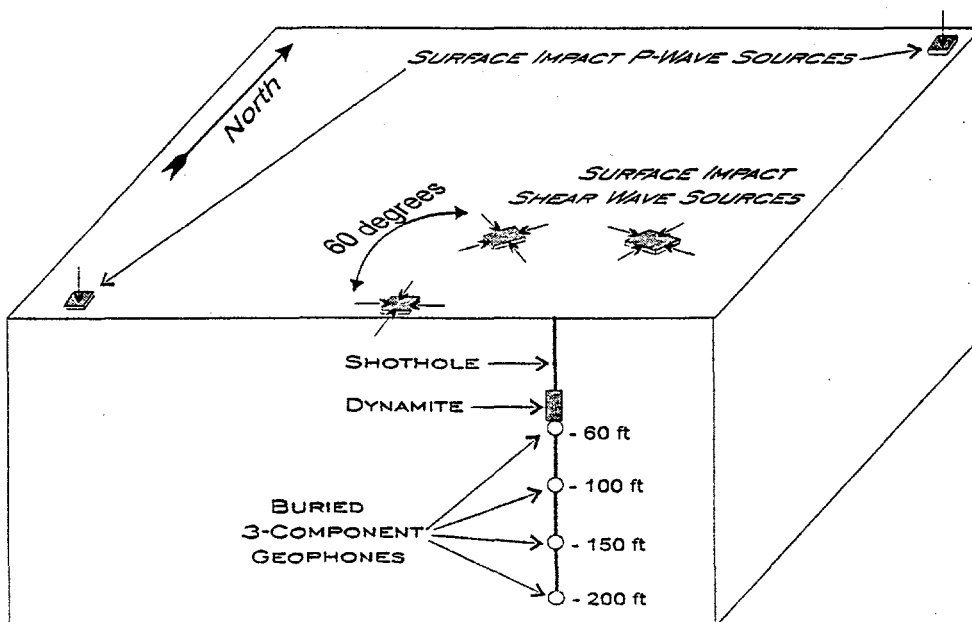 SURFACE IMPACT P-WAVE SOURCES
North
SURFACE IMPACT
SHEAR WAVE SOURCES
60 degrees
SHOTHOLE
DYNAMITE
- 60 ft
- 100 ft
BURIED
3-COMPONENT
GEOPHONES
- 150 ft
- 200 ft